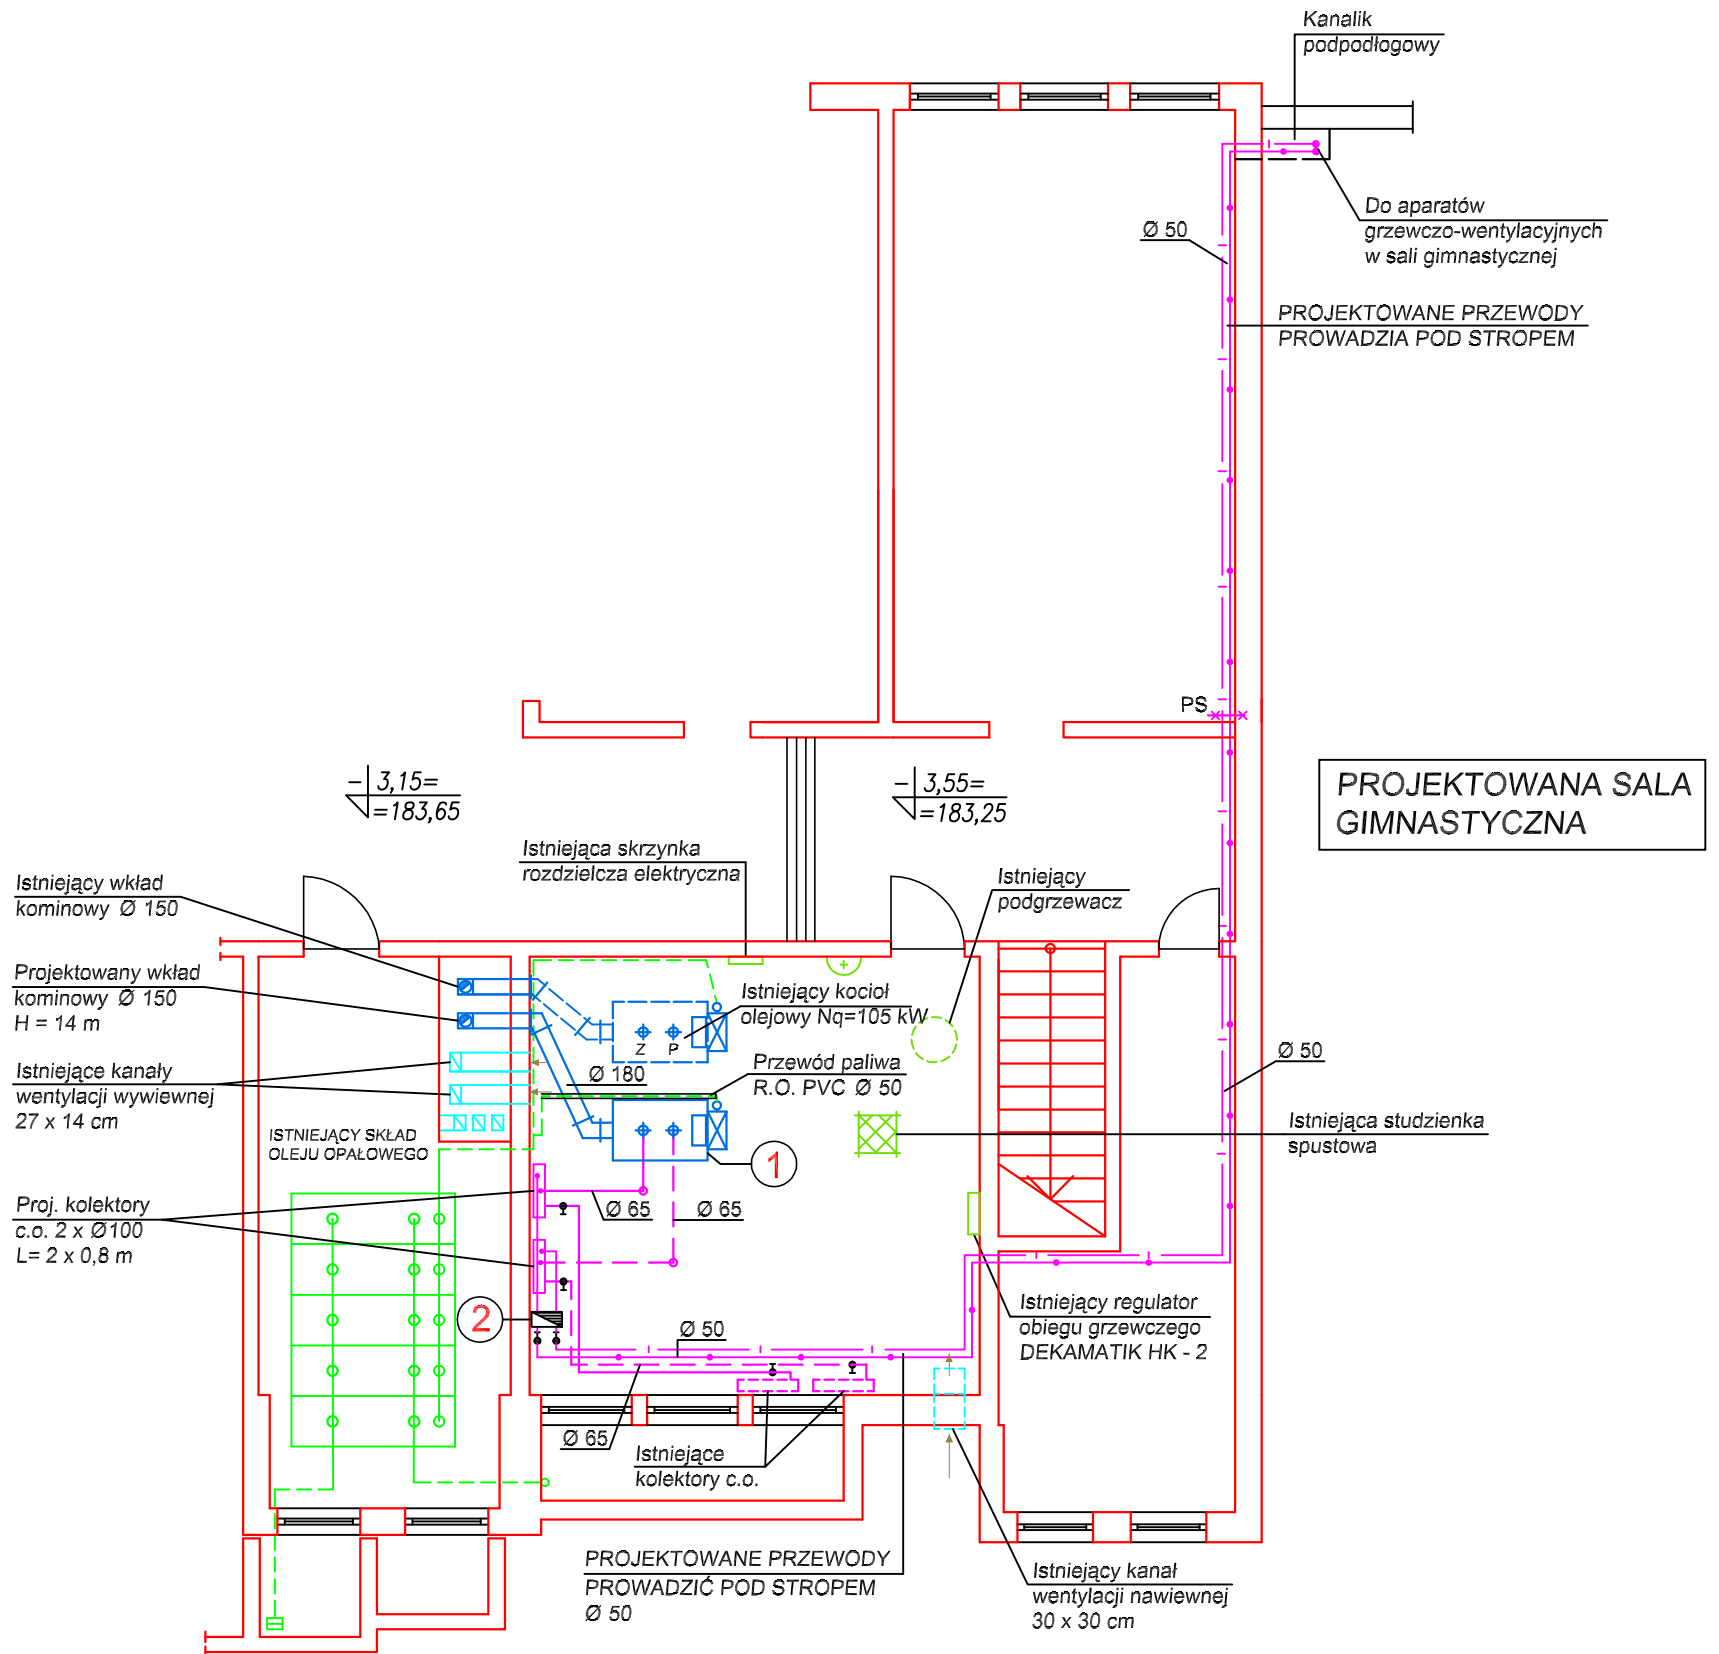 Kanalik
podpodłogowy
Do aparatów
grzewczo-wentylacyjnych
w sali gimnastycznej
Ø 50
PROJEKTOWANE PRZEWODY
PROWADZIA POD STROPEM
PS
PROJEKTOWANA SALA
GIMNASTYCZNA
– 3,15=
=183,65
– 3,55=
=183,25
Istniejąca skrzynka
rozdzielcza elektryczna
Istniejący
podgrzewacz
Istniejący wkład
kominowy Ø 150
Projektowany wkład
kominowy Ø 150
H = 14 m
Istniejące kanały
wentylacji wywiewnej
27 x 14 cm
Istniejący kocioł
olejowy Nq=105 kW
Z P
Ø 180
Przewód paliwa
R.O. PVC Ø 50
Ø 50
Istniejąca studzienka
spustowa
ISTNIEJĄCY SKŁAD
OLEJU OPAŁOWEGO
1
Proj. kolektory
c.o. 2 x Ø100
L= 2 x 0,8 m
Ø 65
Ø 65
2
Ø 50
Istniejący regulator
obiegu grzewczego
DEKAMATIK HK - 2
Ø 65
Istniejące
kolektory c.o.
PROJEKTOWANE PRZEWODY
PROWADZIĆ POD STROPEM
Ø 50
Istniejący kanał
wentylacji nawiewnej
30 x 30 cm